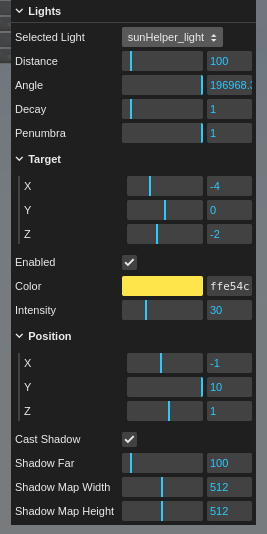 Lights
Selected Light sunHelper_light
Distance 100
Angle 196968.
Decay 1
Penumbra 1
Target
X -4
Y 0
Z -2
Enabled
Color ffe54c
Intensity 30
Position
X -1
Y 10
Z 1
Cast Shadow
Shadow Far 100
Shadow Map Width 512
Shadow Map Height 512